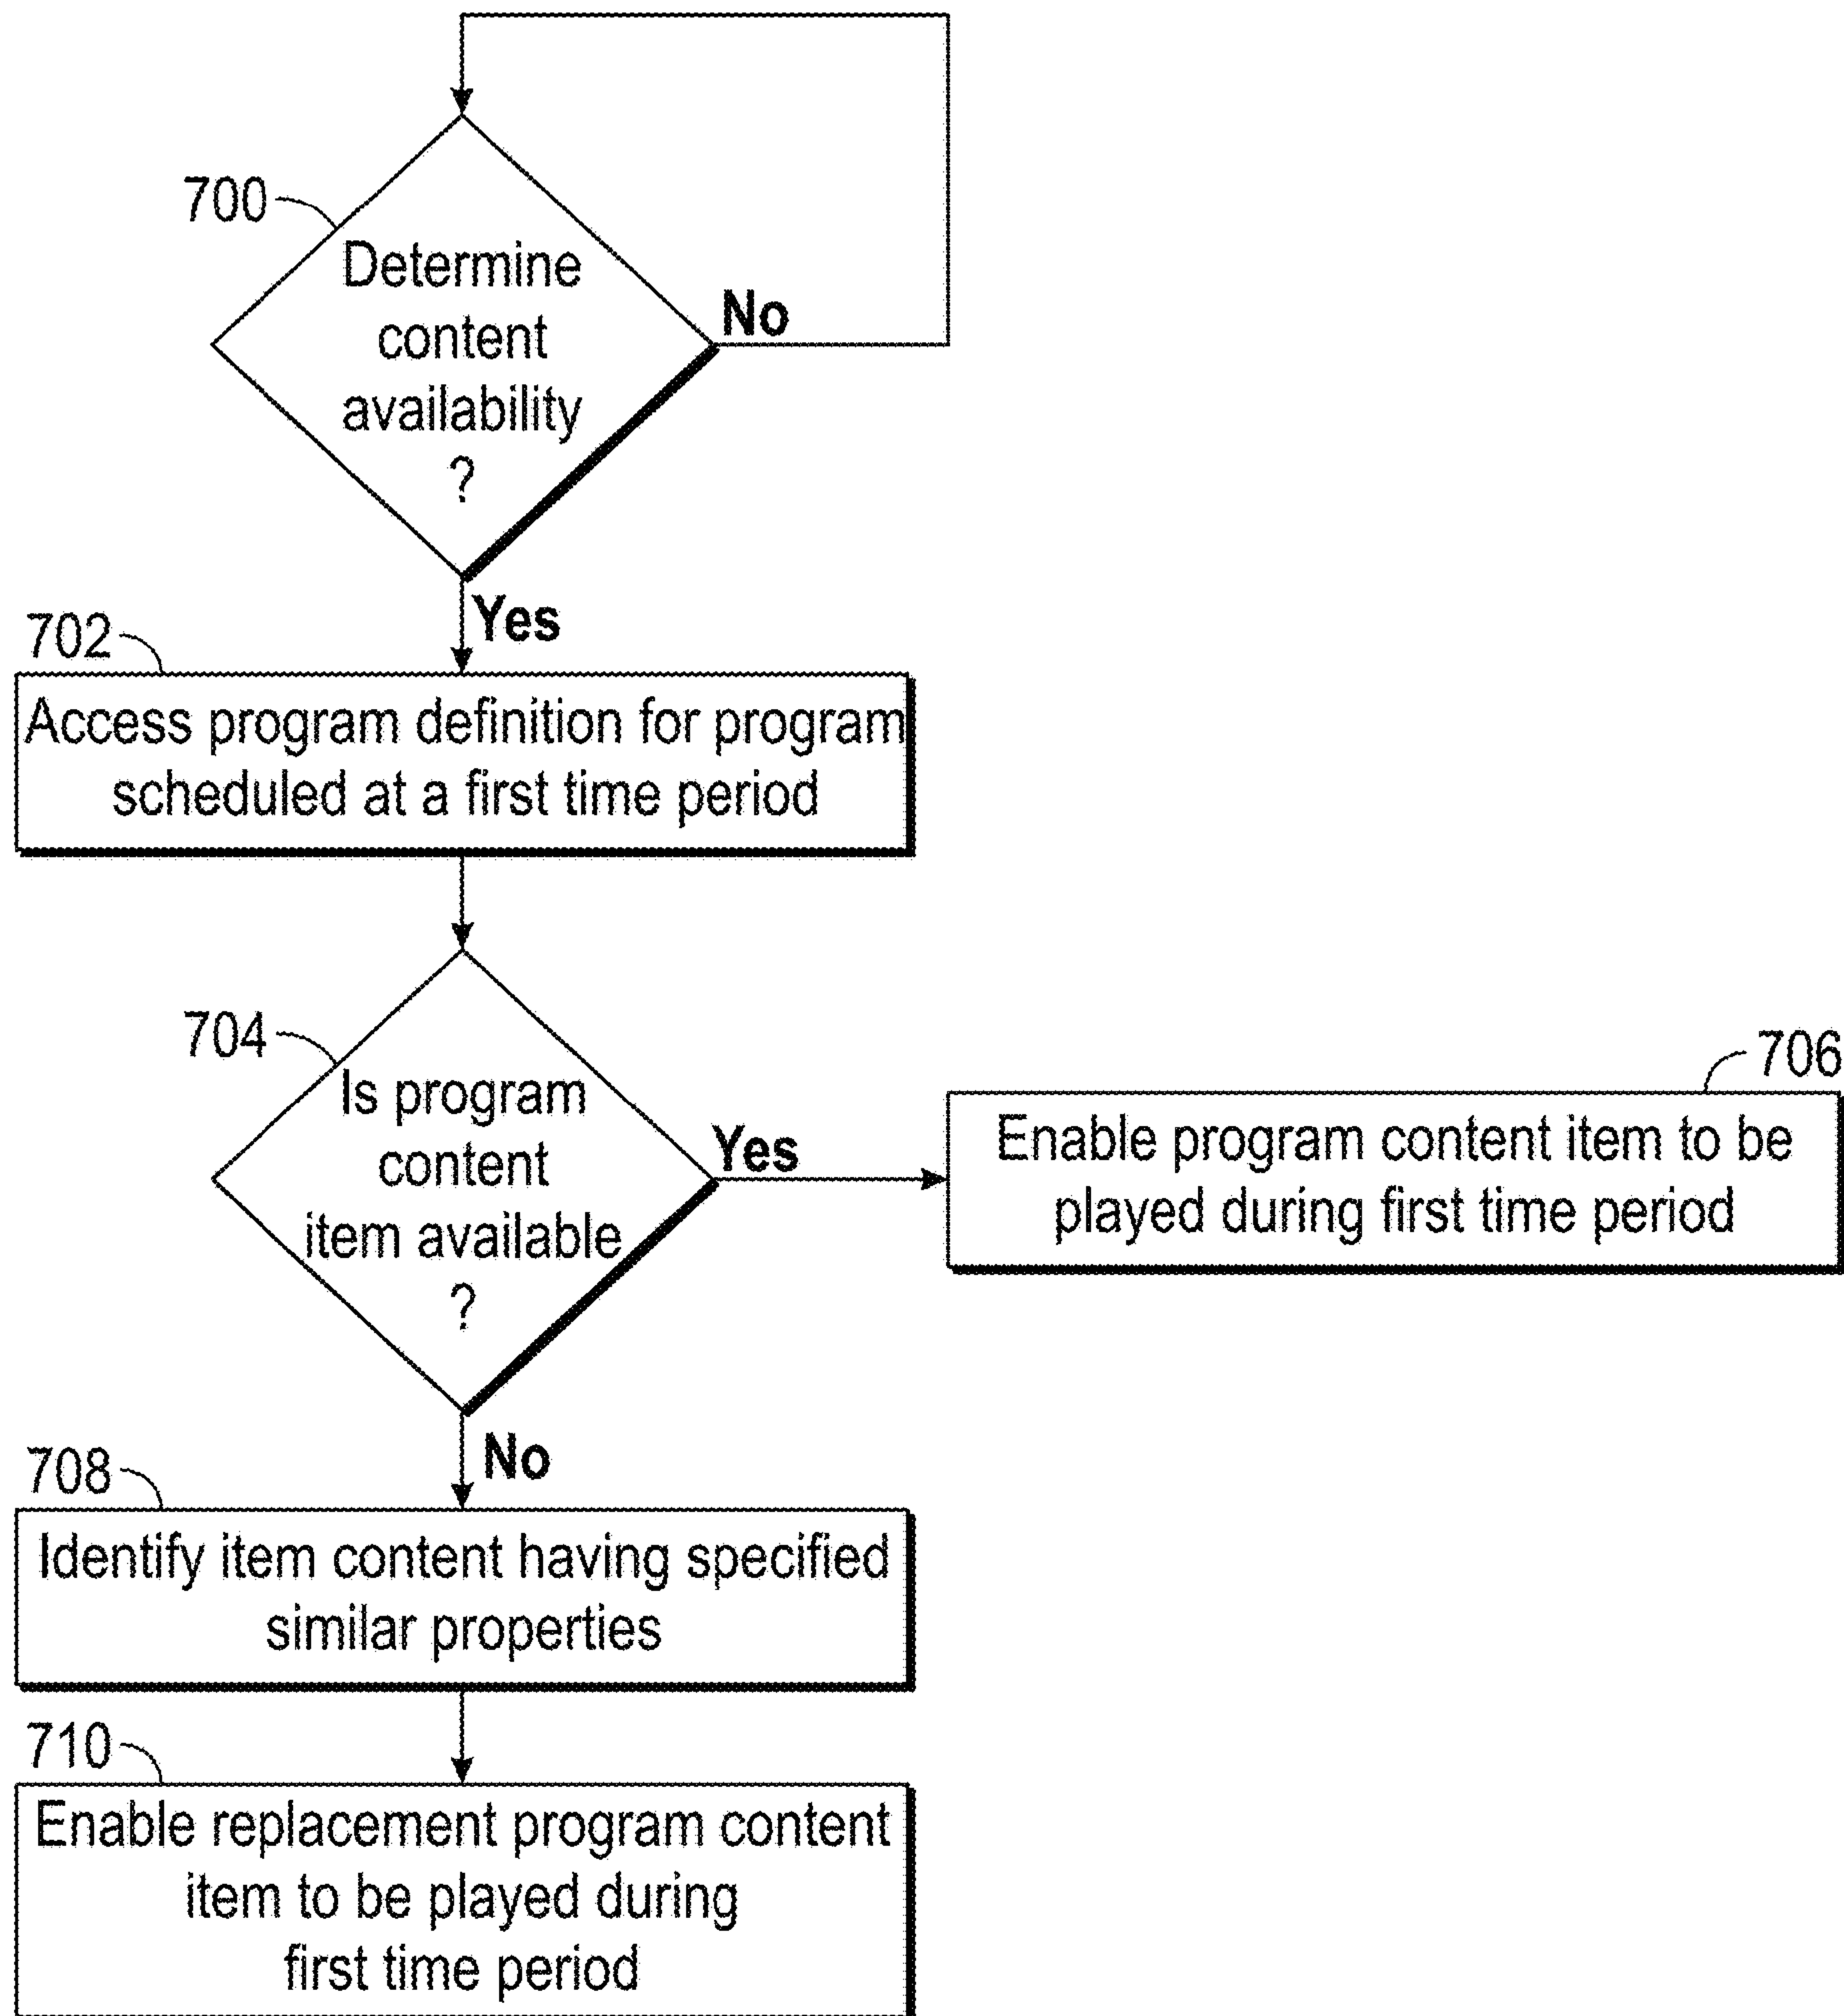 700
Determine
content
availability
?
No
Yes
702
Access program definition for program
scheduled at a first time period
704
Is program
content
item available
?
Yes
706
Enable program content item to be
played during first time period
No
708
Identify item content having specified
similar properties
710
Enable replacement program content
item to be played during
first time period